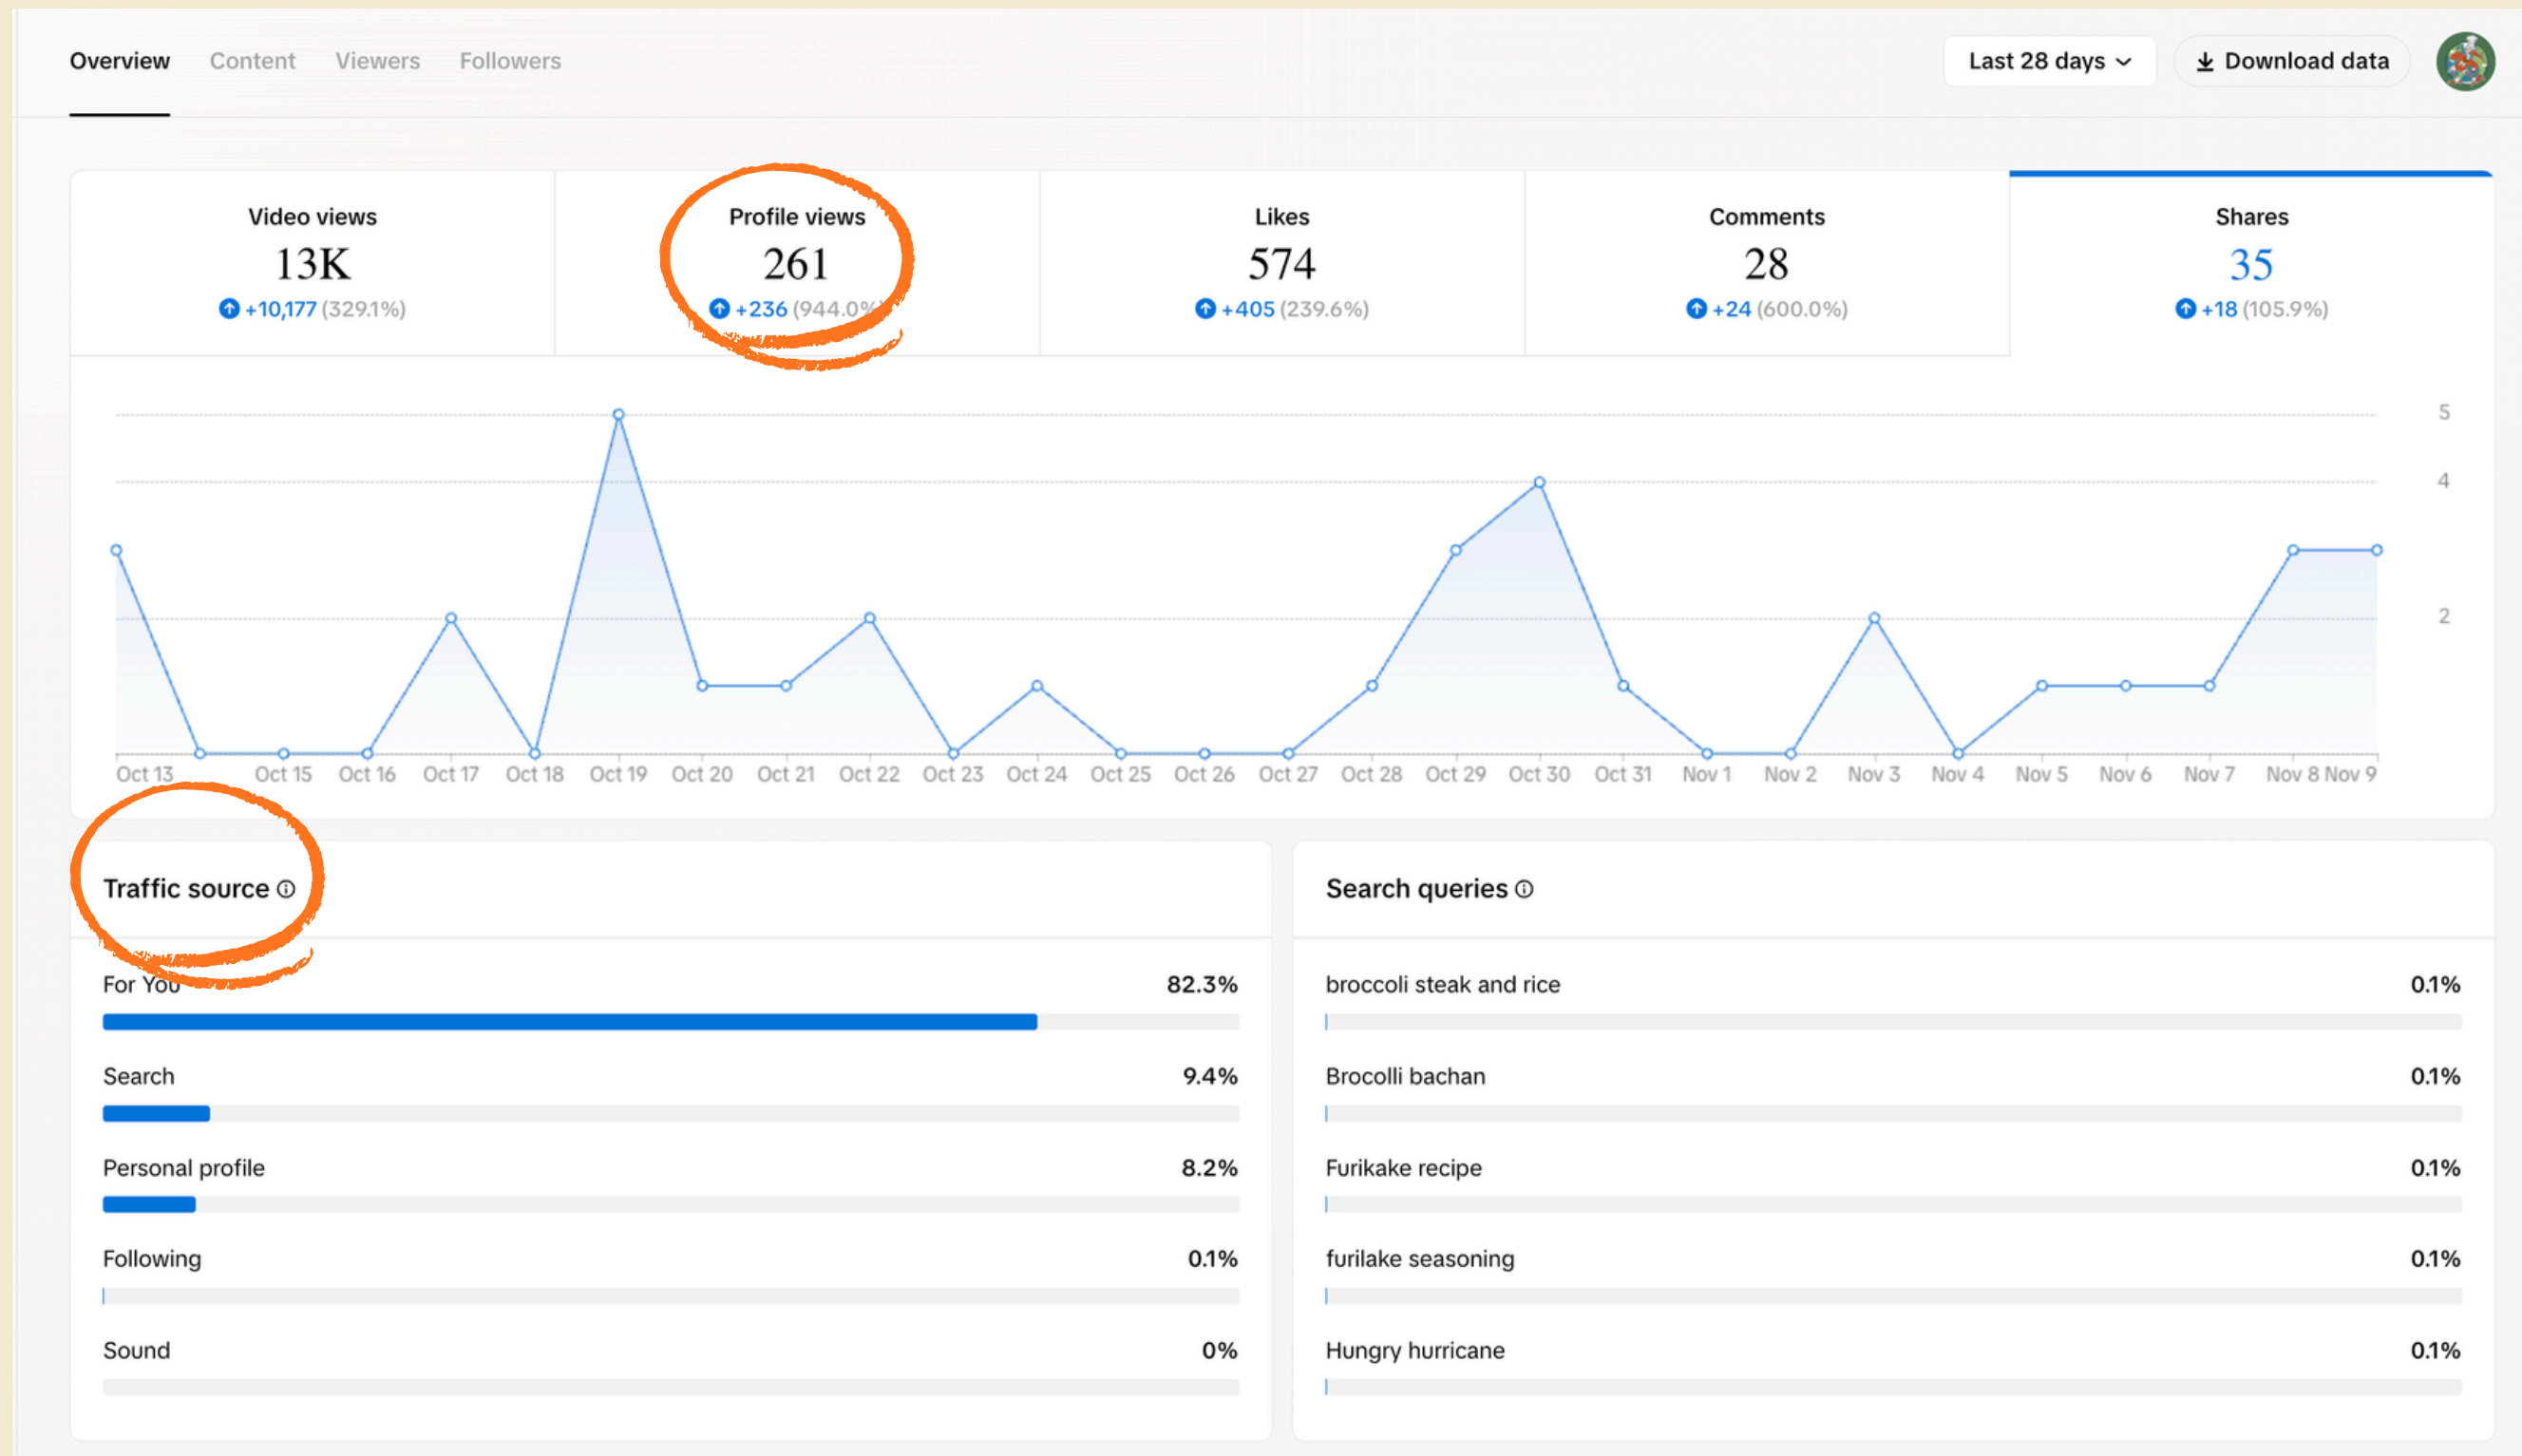 Overview Content Viewers Followers Last 28 days Download data
Video views
13K
+10,177 (329.1%)
Profile views
261
+236 (944.0%)
Likes
574
+405 (239.6%)
Comments
28
+24 (600.0%)
Shares
35
+18 (105.9%)
5
4
2
Oct 13 Oct 15 Oct 16 Oct 17 Oct 18 Oct 19 Oct 20 Oct 21 Oct 22 Oct 23 Oct 24 Oct 25 Oct 26 Oct 27 Oct 28 Oct 29 Oct 30 Oct 31 Nov 1 Nov 2 Nov 3 Nov 4 Nov 5 Nov 6 Nov 7 Nov 8 Nov 9
Traffic source
For You 82.3%
Search 9.4%
Personal profile 8.2%
Following 0.1%
Sound 0%
Search queries
broccoli steak and rice 0.1%
Brocolli bachan 0.1%
Furikake recipe 0.1%
furilake seasoning 0.1%
Hungry hurricane 0.1%